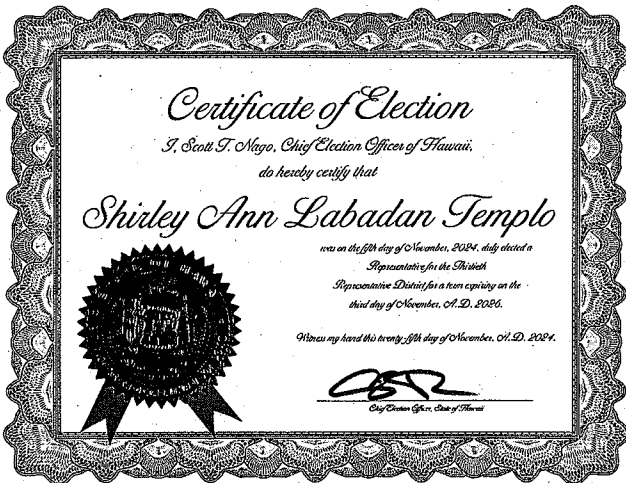 Certificate of Election
I, Scott T. Nago, Chief Election Officer of Hawaii,
do hereby certify that
Shirley Ann Labadan Templo
was on the fifth day of November, 2024, duly elected a
Representative for the Thirtieth
Representative District for a term expiring on the
third day of November, A.D. 2026.
Witness my hand this twenty-fifth day of November, A.D. 2024.
Chief Election Officer, State of Hawaii